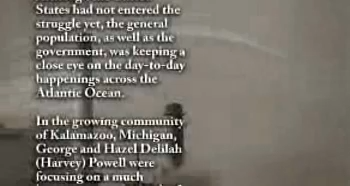 States had not entered the
struggle yet, the general
population, as well as the
government, was keeping a
close eye on the day-to-day
happenings across the
Atlantic Ocean.
In the growing community
of Kalamazoo, Michigan,
George and Hazel Delilah
(Harvey) Powell were
focusing on a much